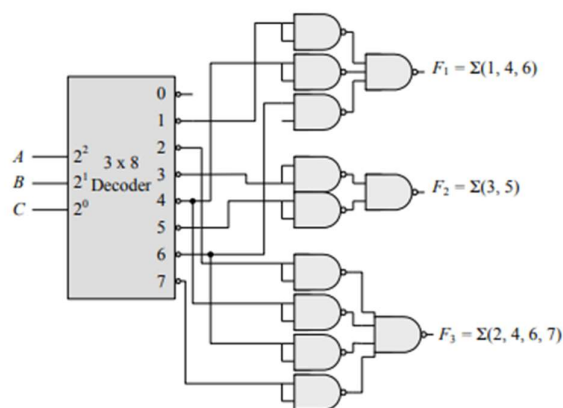 0
1
2
3
4
5
6
7
A
B
C
2²
2¹
2⁰
3 x 8
Decoder
F₁ = Σ(1, 4, 6)
F₂ = Σ(3, 5)
F₃ = Σ(2, 4, 6, 7)